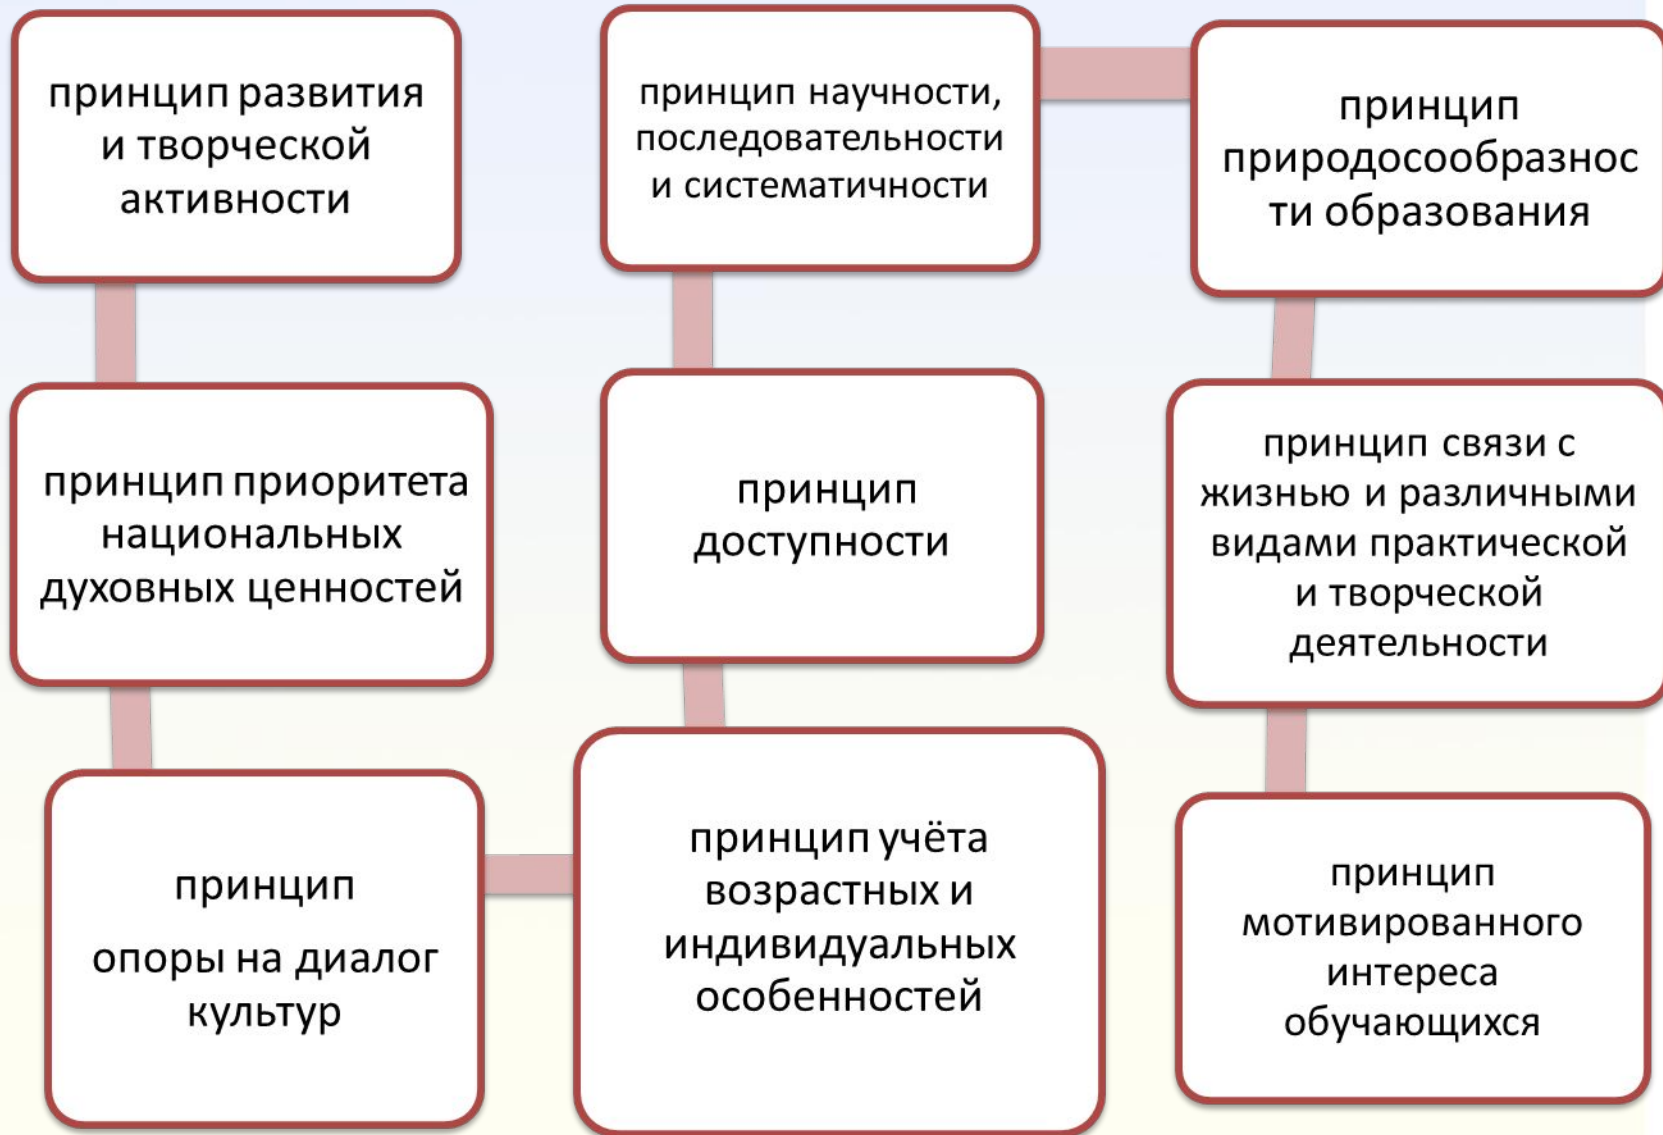 принцип развития
и творческой
активности
принцип приоритета
национальных
духовных ценностей
принцип
опоры на диалог
культур
принцип учёта
возрастных и
индивидуальных
особенностей
принцип
доступности
принцип научности,
последовательности
и систематичности
принцип
природосообразнос
ти образования
принцип связи с
жизнью и различными
видами практической
и творческой
деятельности
принцип
мотивированного
интереса
обучающихся